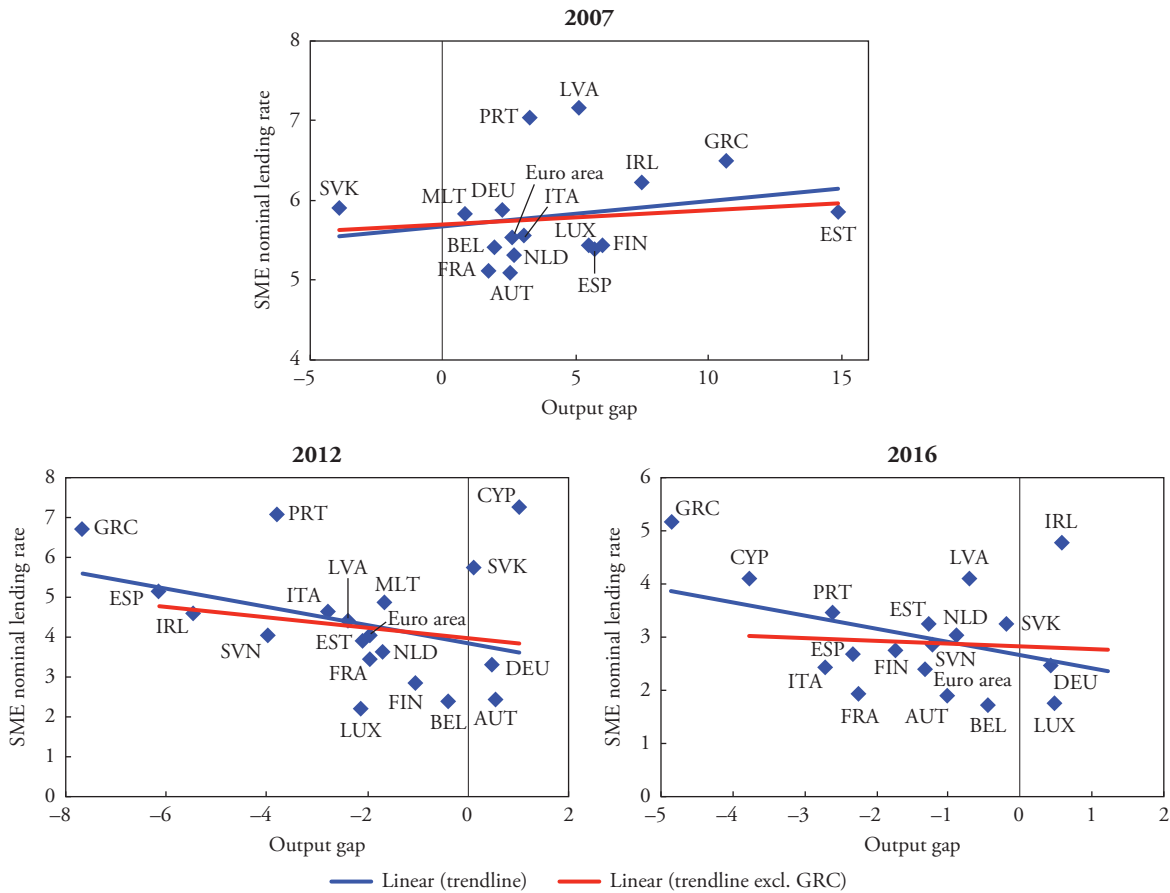 2007
8
7
6
5
4
SME nominal lending rate
LVA
PRT
GRC
IRL
Euro area
SVK
MLT
DEU
ITA
EST
LUX
FIN
BEL
NLD
FRA
ESP
AUT
–5
0
5
10
15
Output gap
2012
8
7
6
5
4
3
2
1
0
SME nominal lending rate
CYP
GRC
PRT
SVK
LVA
MLT
ESP
ITA
Euro area
IRL
EST
SVN
NLD
FRA
DEU
FIN
BEL
AUT
LUX
–8
–6
–4
–2
0
2
Output gap
2016
6
5
4
3
2
1
0
SME nominal lending rate
GRC
IRL
CYP
LVA
PRT
EST
NLD
SVK
ESP
FIN
SVN
ITA
Euro area
DEU
FRA
AUT
BEL
LUX
–5
–4
–3
–2
–1
0
1
2
Output gap
Linear (trendline)
Linear (trendline excl. GRC)